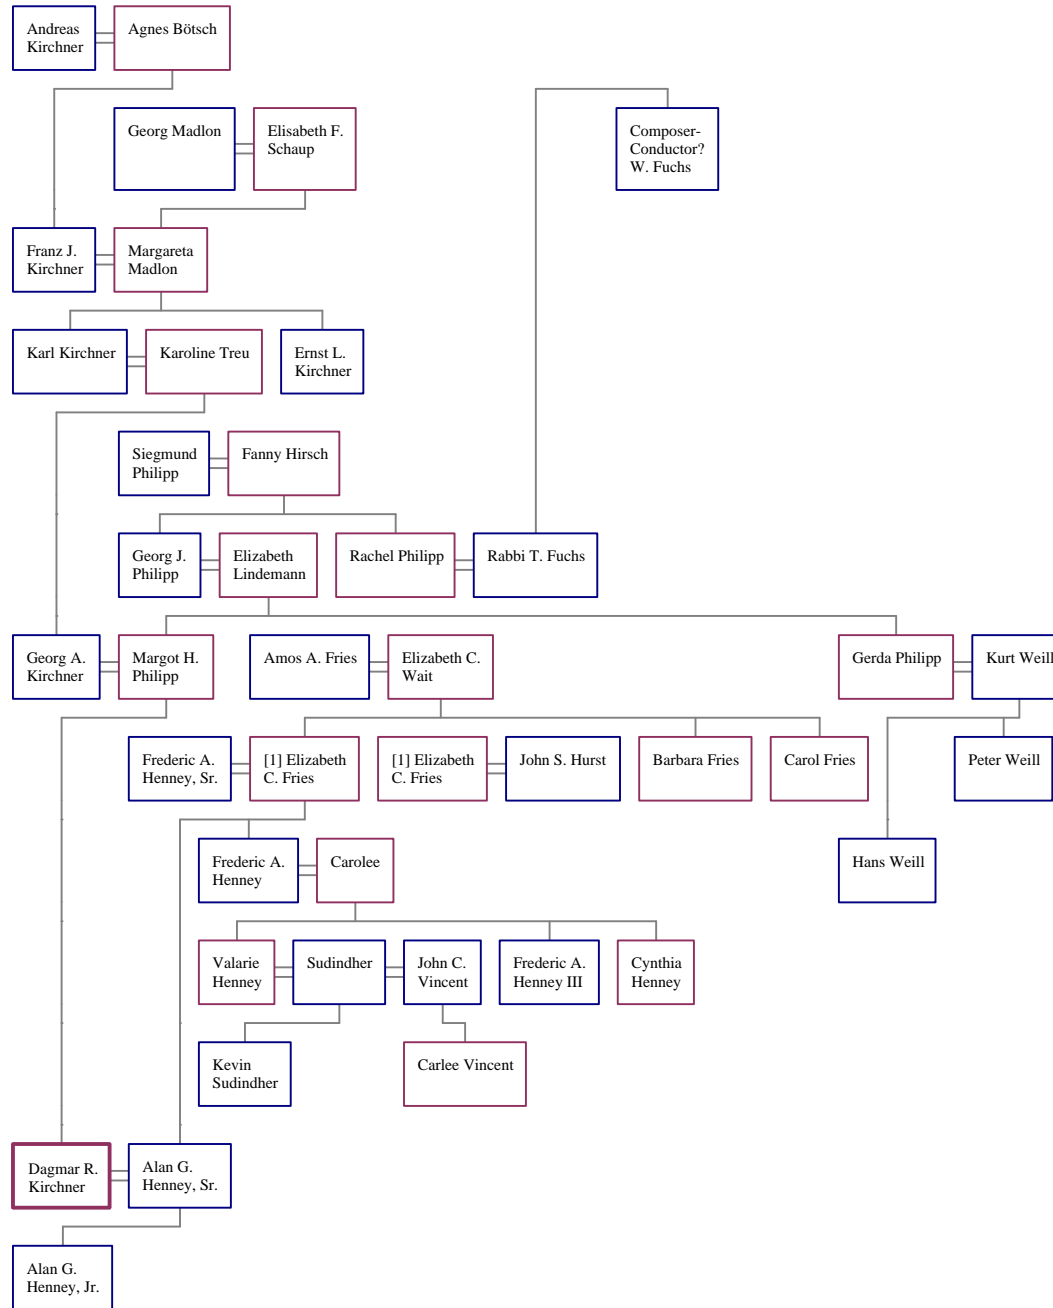 Andreas
Kirchner
Agnes Bötsch
Georg Madlon
Elisabeth F.
Schaup
Composer-
Conductor?
W. Fuchs
Franz J.
Kirchner
Margareta
Madlon
Karl Kirchner
Karoline Treu
Ernst L.
Kirchner
Siegmund
Philipp
Fanny Hirsch
Georg J.
Philipp
Elizabeth
Lindemann
Rachel Philipp
Rabbi T. Fuchs
Georg A.
Kirchner
Margot H.
Philipp
Amos A. Fries
Elizabeth C.
Wait
Gerda Philipp
Kurt Weill
Frederic A.
Henney, Sr.
[1] Elizabeth
C. Fries
[1] Elizabeth
C. Fries
John S. Hurst
Barbara Fries
Carol Fries
Peter Weill
Frederic A.
Henney
Carolee
Hans Weill
Valarie
Henney
Sudindher
John C.
Vincent
Frederic A.
Henney III
Cynthia
Henney
Kevin
Sudindher
Carlee Vincent
Dagmar R.
Kirchner
Alan G.
Henney, Sr.
Alan G.
Henney, Jr.